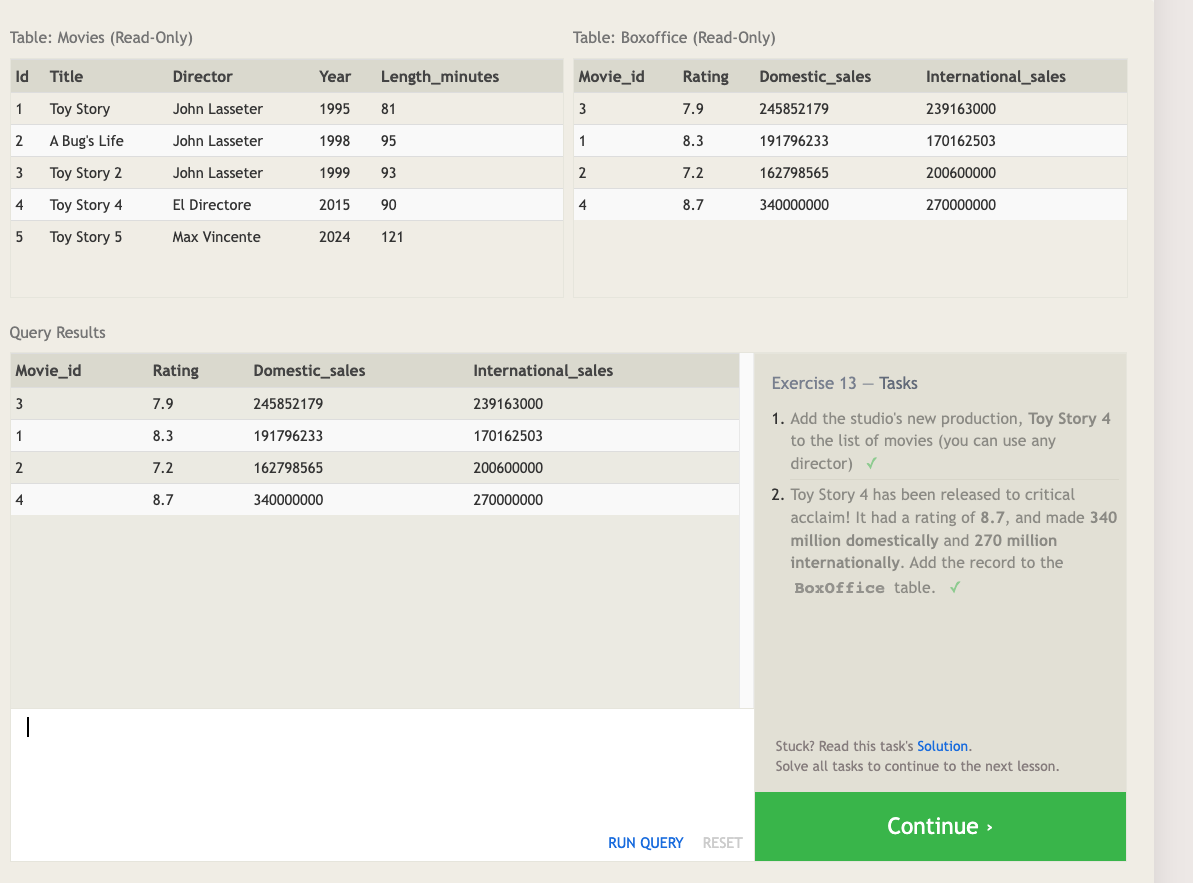 Table: Movies (Read-Only)
Id Title Director Year Length_minutes
1 Toy Story John Lasseter 1995 81
2 A Bug's Life John Lasseter 1998 95
3 Toy Story 2 John Lasseter 1999 93
4 Toy Story 4 El Directore 2015 90
5 Toy Story 5 Max Vincente 2024 121
Table: Boxoffice (Read-Only)
Movie_id Rating Domestic_sales International_sales
3 7.9 245852179 239163000
1 8.3 191796233 170162503
2 7.2 162798565 200600000
4 8.7 340000000 270000000
Query Results
Movie_id Rating Domestic_sales International_sales
3 7.9 245852179 239163000
1 8.3 191796233 170162503
2 7.2 162798565 200600000
4 8.7 340000000 270000000
RUN QUERY RESET
Exercise 13 — Tasks
1. Add the studio's new production, Toy Story 4
to the list of movies (you can use any
director) ✓
2. Toy Story 4 has been released to critical
acclaim! It had a rating of 8.7, and made 340
million domestically and 270 million
internationally. Add the record to the
BoxOffice table. ✓
Stuck? Read this task's Solution.
Solve all tasks to continue to the next lesson.
Continue ›